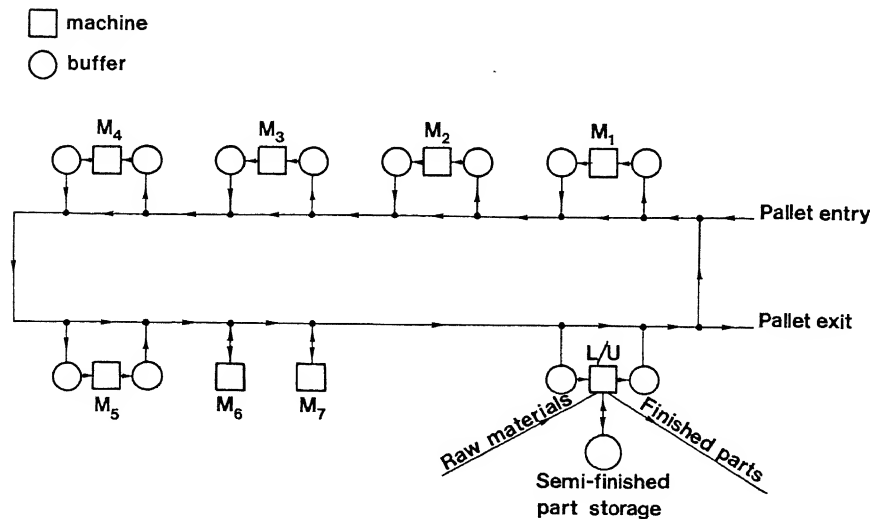 machine
buffer
M4
M3
M2
M1
Pallet entry
Pallet exit
L/U
M5
M6
M7
Raw materials
Finished parts
Semi-finished
part storage